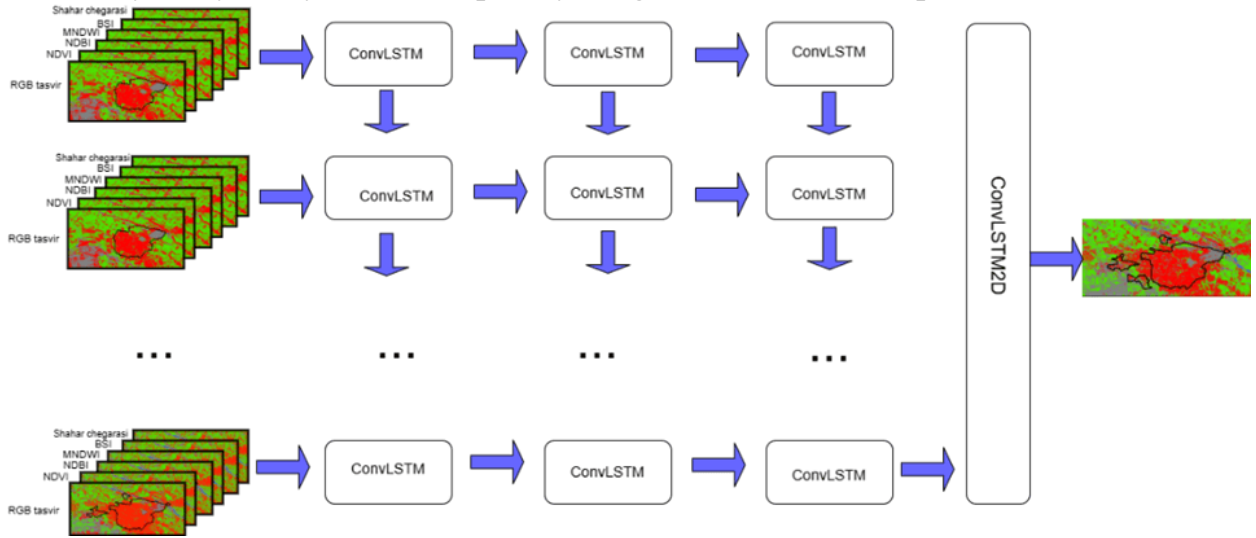 Shahar chegarasi
BSI
MNDWI
NDBI
NDVI
RGB tasvir
ConvLSTM
ConvLSTM
ConvLSTM
Shahar chegarasi
BSI
MNDWI
NDBI
NDVI
RGB tasvir
ConvLSTM
ConvLSTM
ConvLSTM
ConvLSTM2D
...
...
...
...
Shahar chegarasi
BSI
MNDWI
NDBI
NDVI
RGB tasvir
ConvLSTM
ConvLSTM
ConvLSTM